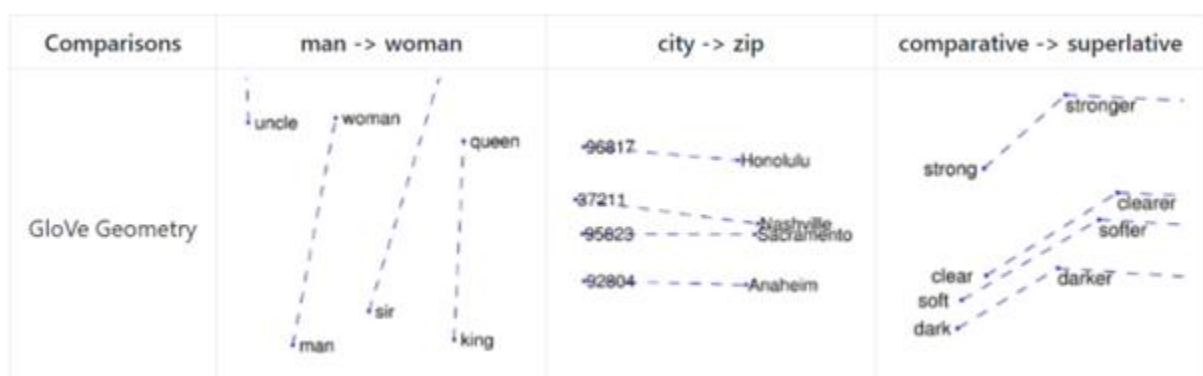 Comparisons
man -> woman
city -> zip
comparative -> superlative
GloVe Geometry
uncle
woman
queen
sir
man
king
96817
Honolulu
37211
Nashville
95823
Sacramento
92804
Anaheim
stronger
strong
clearer
softer
clear
darker
soft
dark